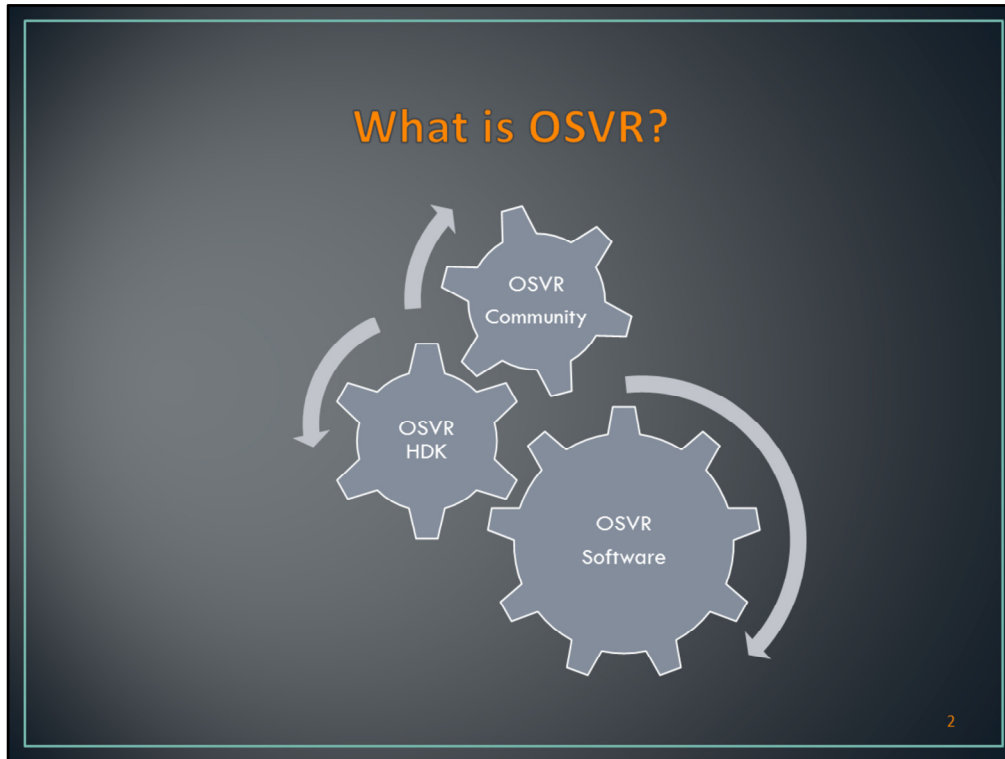 What is OSVR?
OSVR
Community
OSVR
HDK
OSVR
Software
2